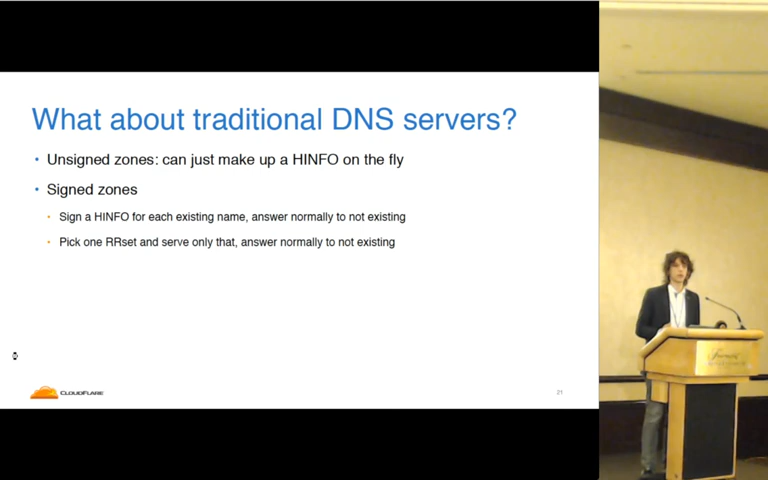 What about traditional DNS servers?
• Unsigned zones: can just make up a HINFO on the fly
• Signed zones
• Sign a HINFO for each existing name, answer normally to not existing
• Pick one RRset and serve only that, answer normally to not existing
CLOUDFLARE
21